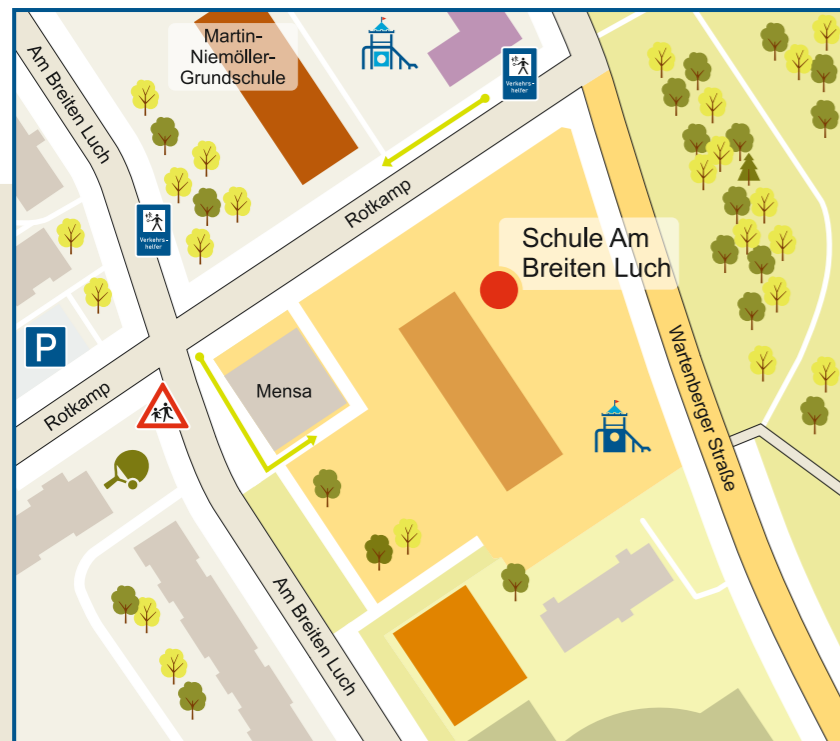 Martin-
Niemöller-
Grundschule
Am Breiten Luch
Verkehrs-
helfer
Rotkamp
Verkehrs-
helfer
Schule Am
Breiten Luch
P
Rotkamp
Mensa
Wartenberger Straße
Am Breiten Luch